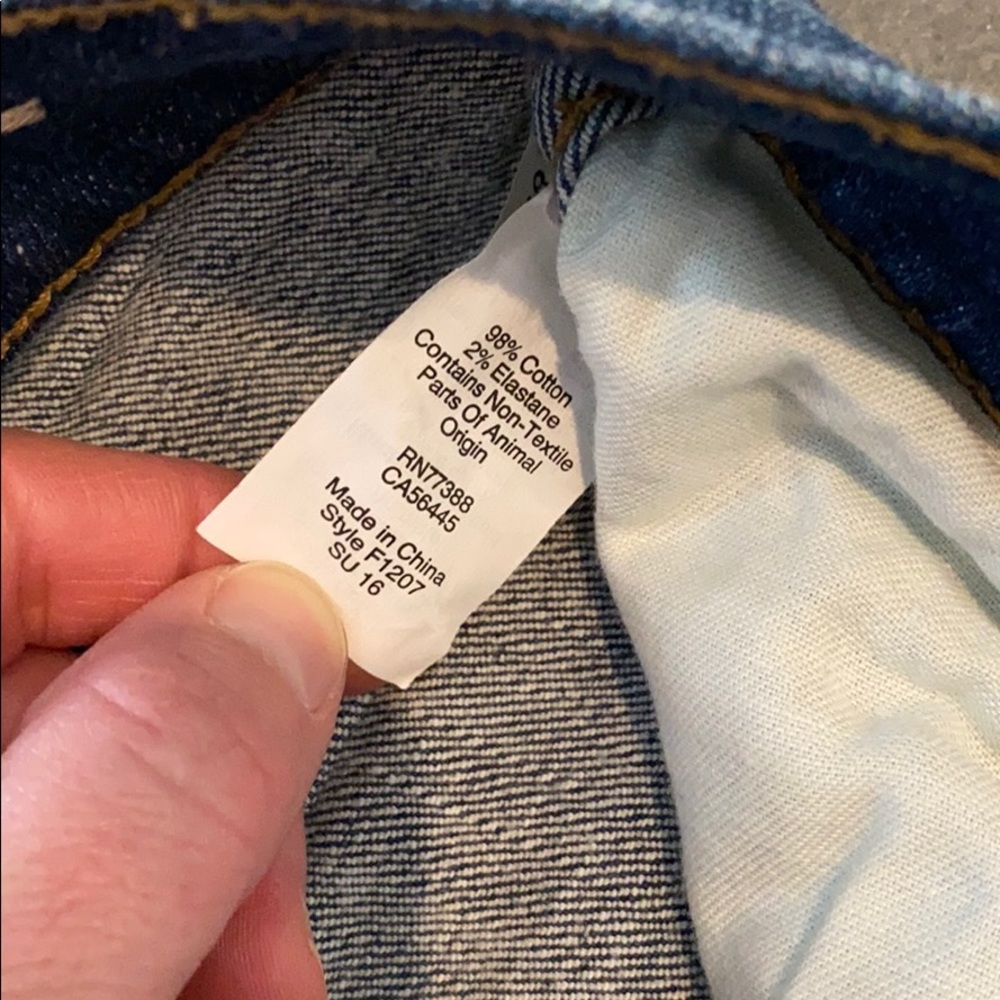 98% Cotton
2% Elastane
Contains Non-Textile
Parts Of Animal
Origin
RN77388
CA56445
Made in China
Style F1207
SU 16